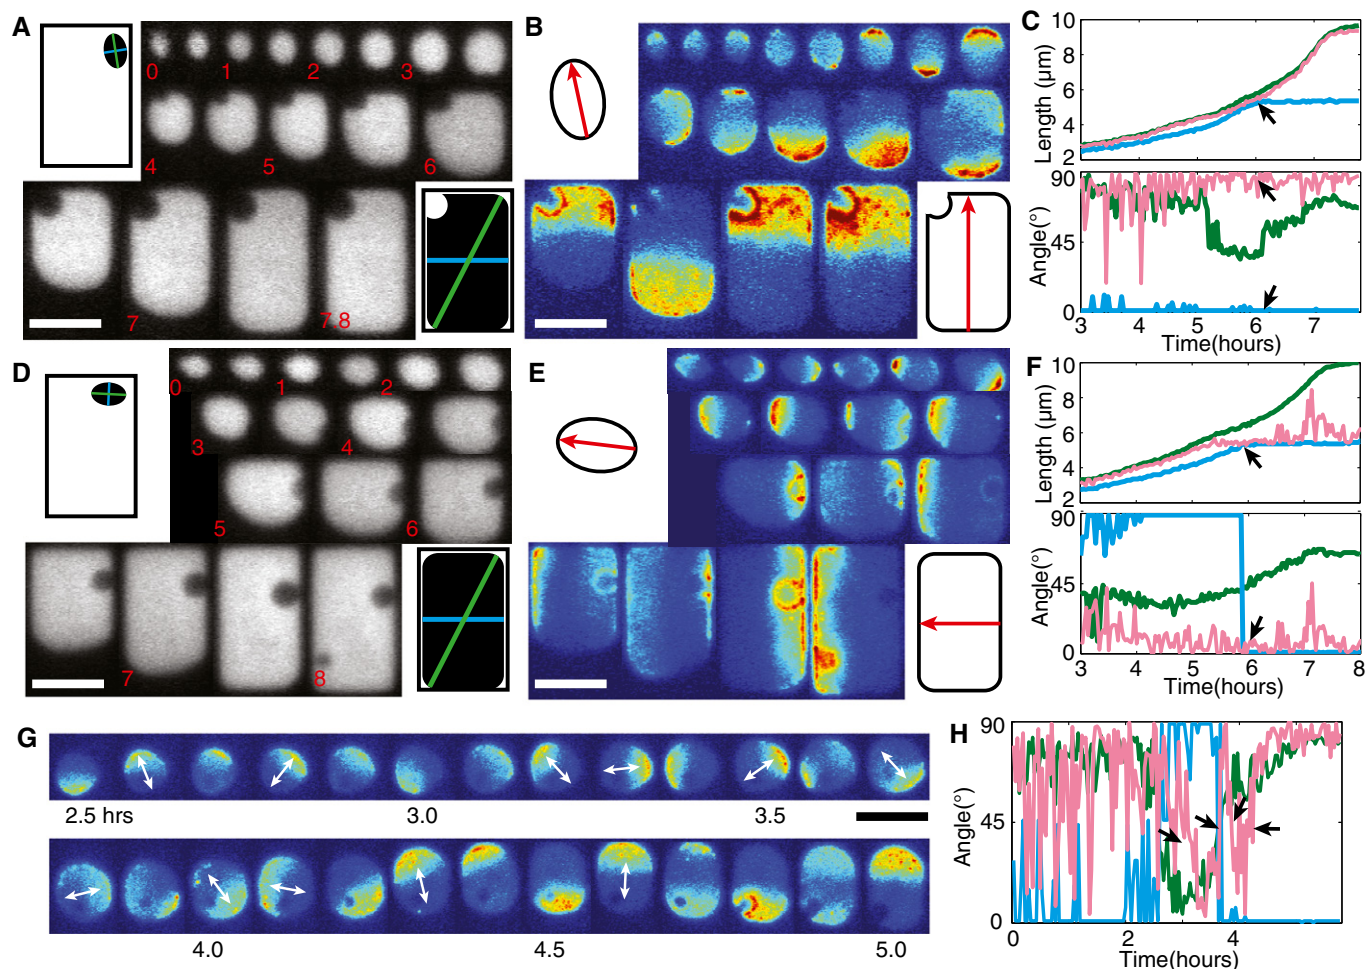 A
0 1 2 3
4 5 6
7 7.8
B
C
Length (µm)
10
8
6
4
2
Angle(°)
90
45
0
3 4 5 6 7
Time(hours)
D
0 1 2
3 4
5 6
7 8
E
F
Length (µm)
10
8
6
4
2
Angle(°)
90
45
0
3 4 5 6 7 8
Time(hours)
G
2.5 hrs 3.0 3.5
4.0 4.5 5.0
H
Angle(°)
90
45
0
0 2 4
Time(hours)